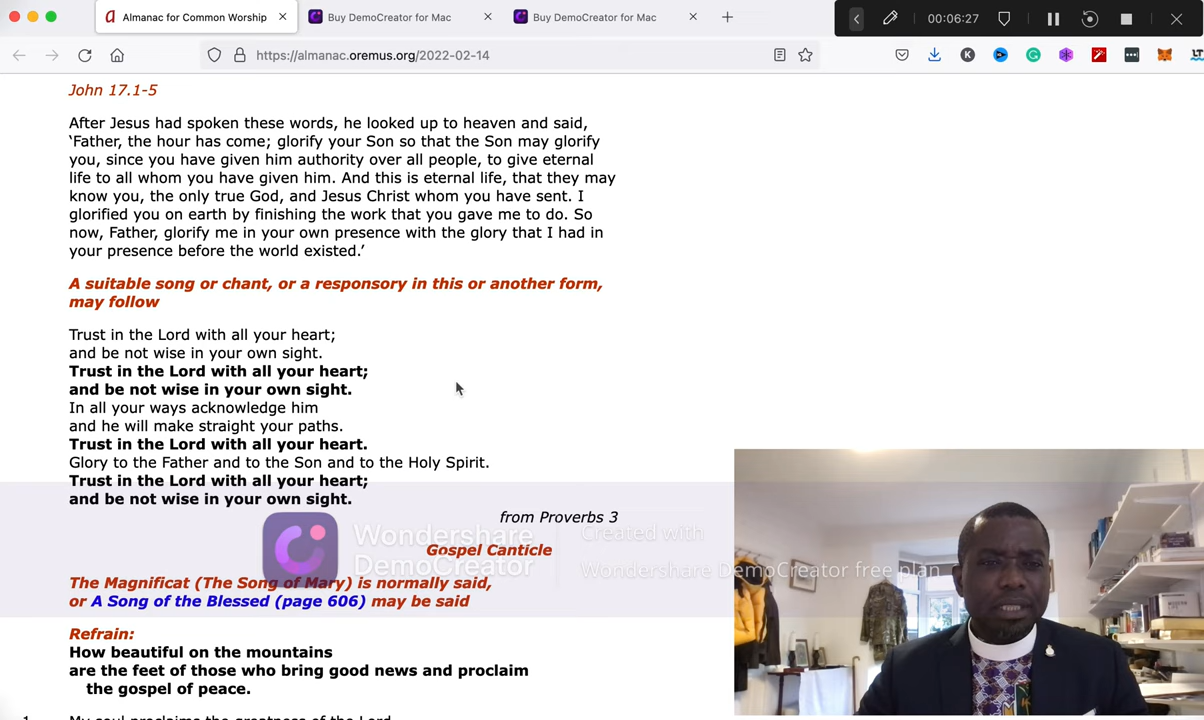 Almanac for Common Worship
Buy DemoCreator for Mac
Buy DemoCreator for Mac
00:06:27
https://almanac.oremus.org/2022-02-14
John 17.1-5
After Jesus had spoken these words, he looked up to heaven and said,
‘Father, the hour has come; glorify your Son so that the Son may glorify
you, since you have given him authority over all people, to give eternal
life to all whom you have given him. And this is eternal life, that they may
know you, the only true God, and Jesus Christ whom you have sent. I
glorified you on earth by finishing the work that you gave me to do. So
now, Father, glorify me in your own presence with the glory that I had in
your presence before the world existed.’
A suitable song or chant, or a responsory in this or another form,
may follow
Trust in the Lord with all your heart;
and be not wise in your own sight.
Trust in the Lord with all your heart;
and be not wise in your own sight.
In all your ways acknowledge him
and he will make straight your paths.
Trust in the Lord with all your heart.
Glory to the Father and to the Son and to the Holy Spirit.
Trust in the Lord with all your heart;
and be not wise in your own sight.
from Proverbs 3
Wondershare
DemoCreator
Created with
Wondershare DemoCreator free plan
Gospel Canticle
The Magnificat (The Song of Mary) is normally said,
or A Song of the Blessed (page 606) may be said
Refrain:
How beautiful on the mountains
are the feet of those who bring good news and proclaim
the gospel of peace.
1 My soul proclaims the greatness of the Lord